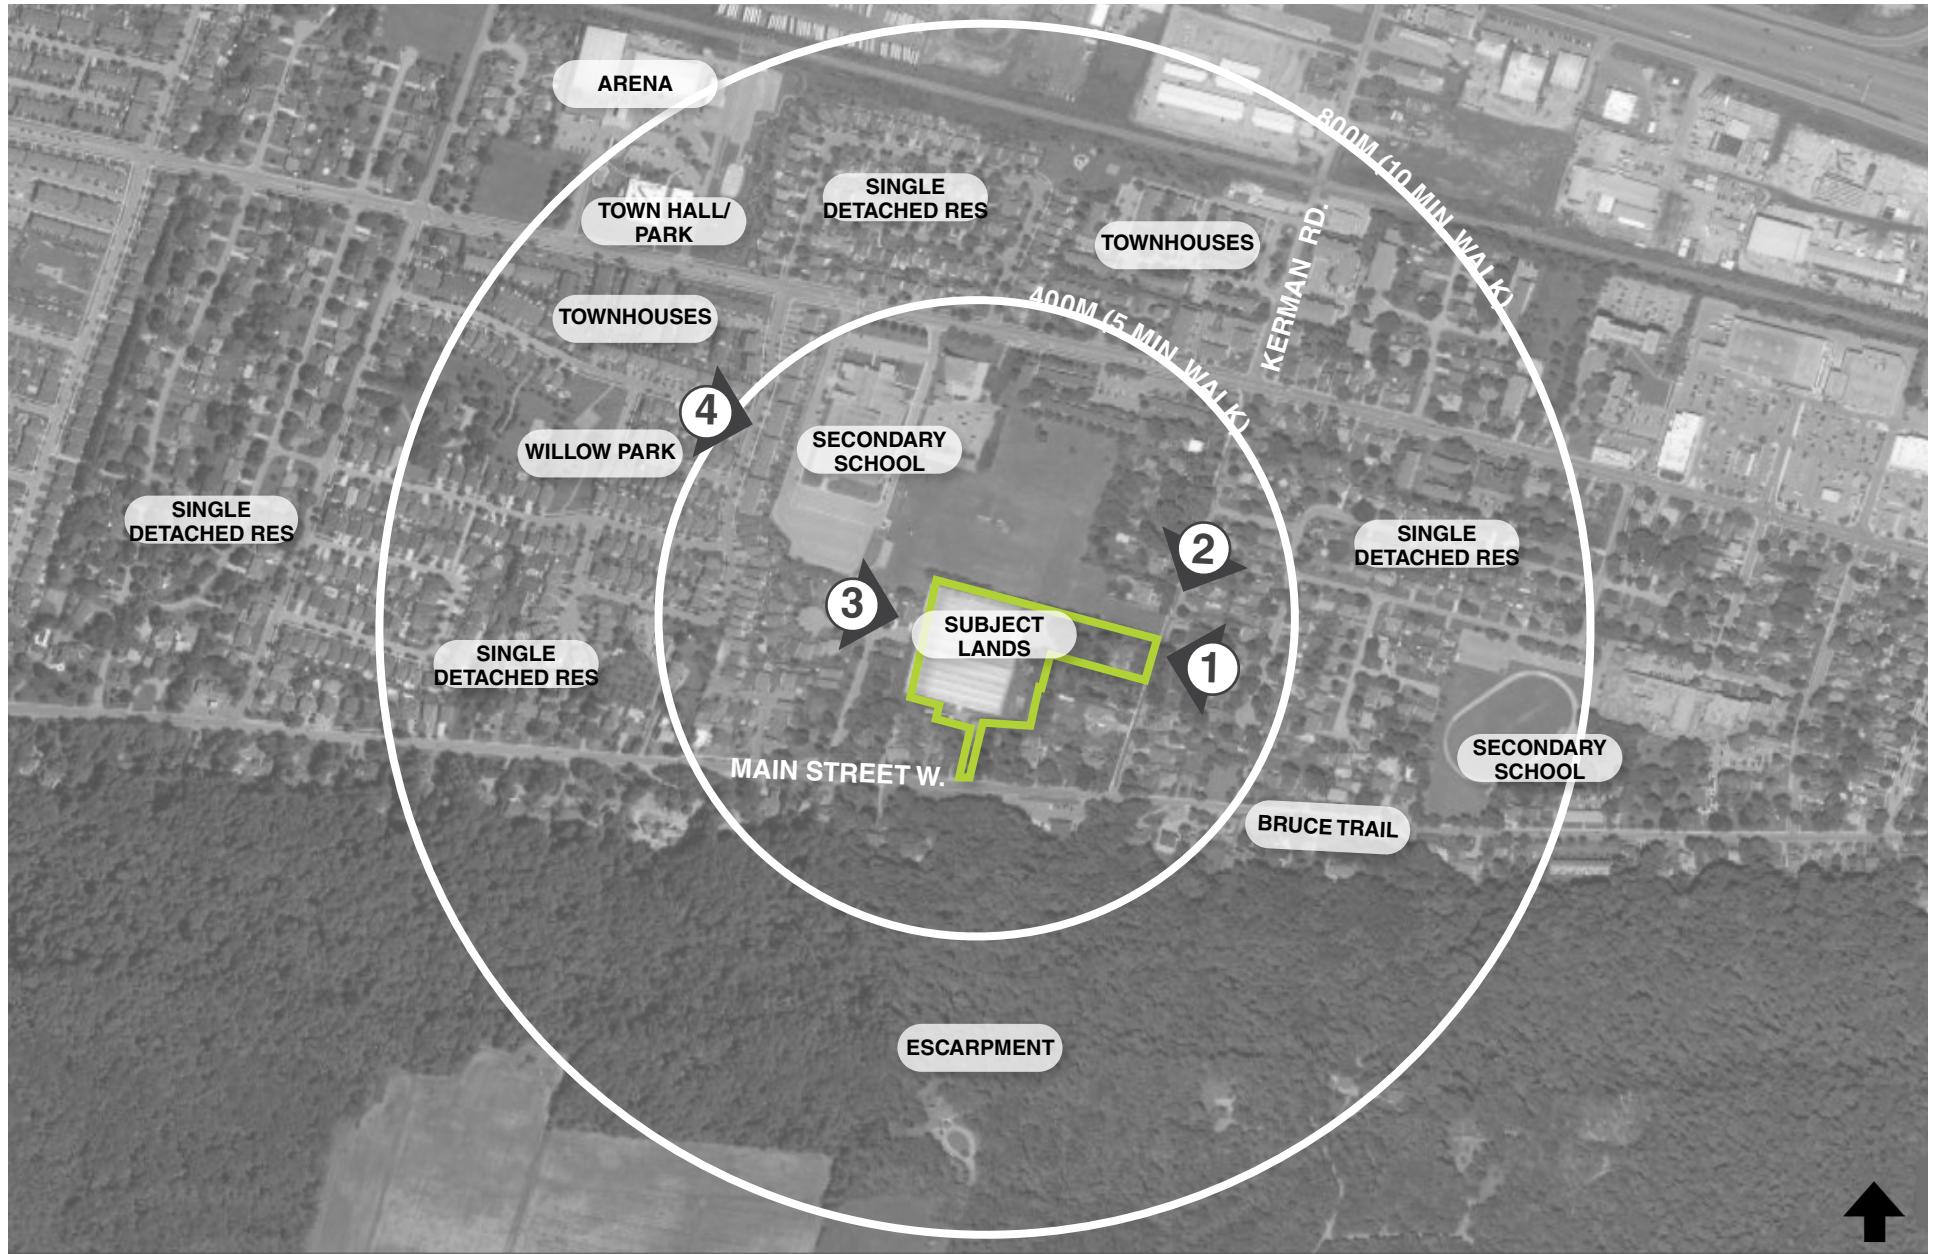 ARENA
800M (10 MIN. WALK)
SINGLE
DETACHED RES
TOWN HALL/
PARK
TOWNHOUSES
KERMAN RD.
400M (5 MIN. WALK)
TOWNHOUSES
4
WILLOW PARK
SECONDARY
SCHOOL
SINGLE
DETACHED RES
SINGLE
DETACHED RES
2
3
SUBJECT
LANDS
1
SINGLE
DETACHED RES
MAIN STREET W.
SECONDARY
SCHOOL
BRUCE TRAIL
ESCARPMENT